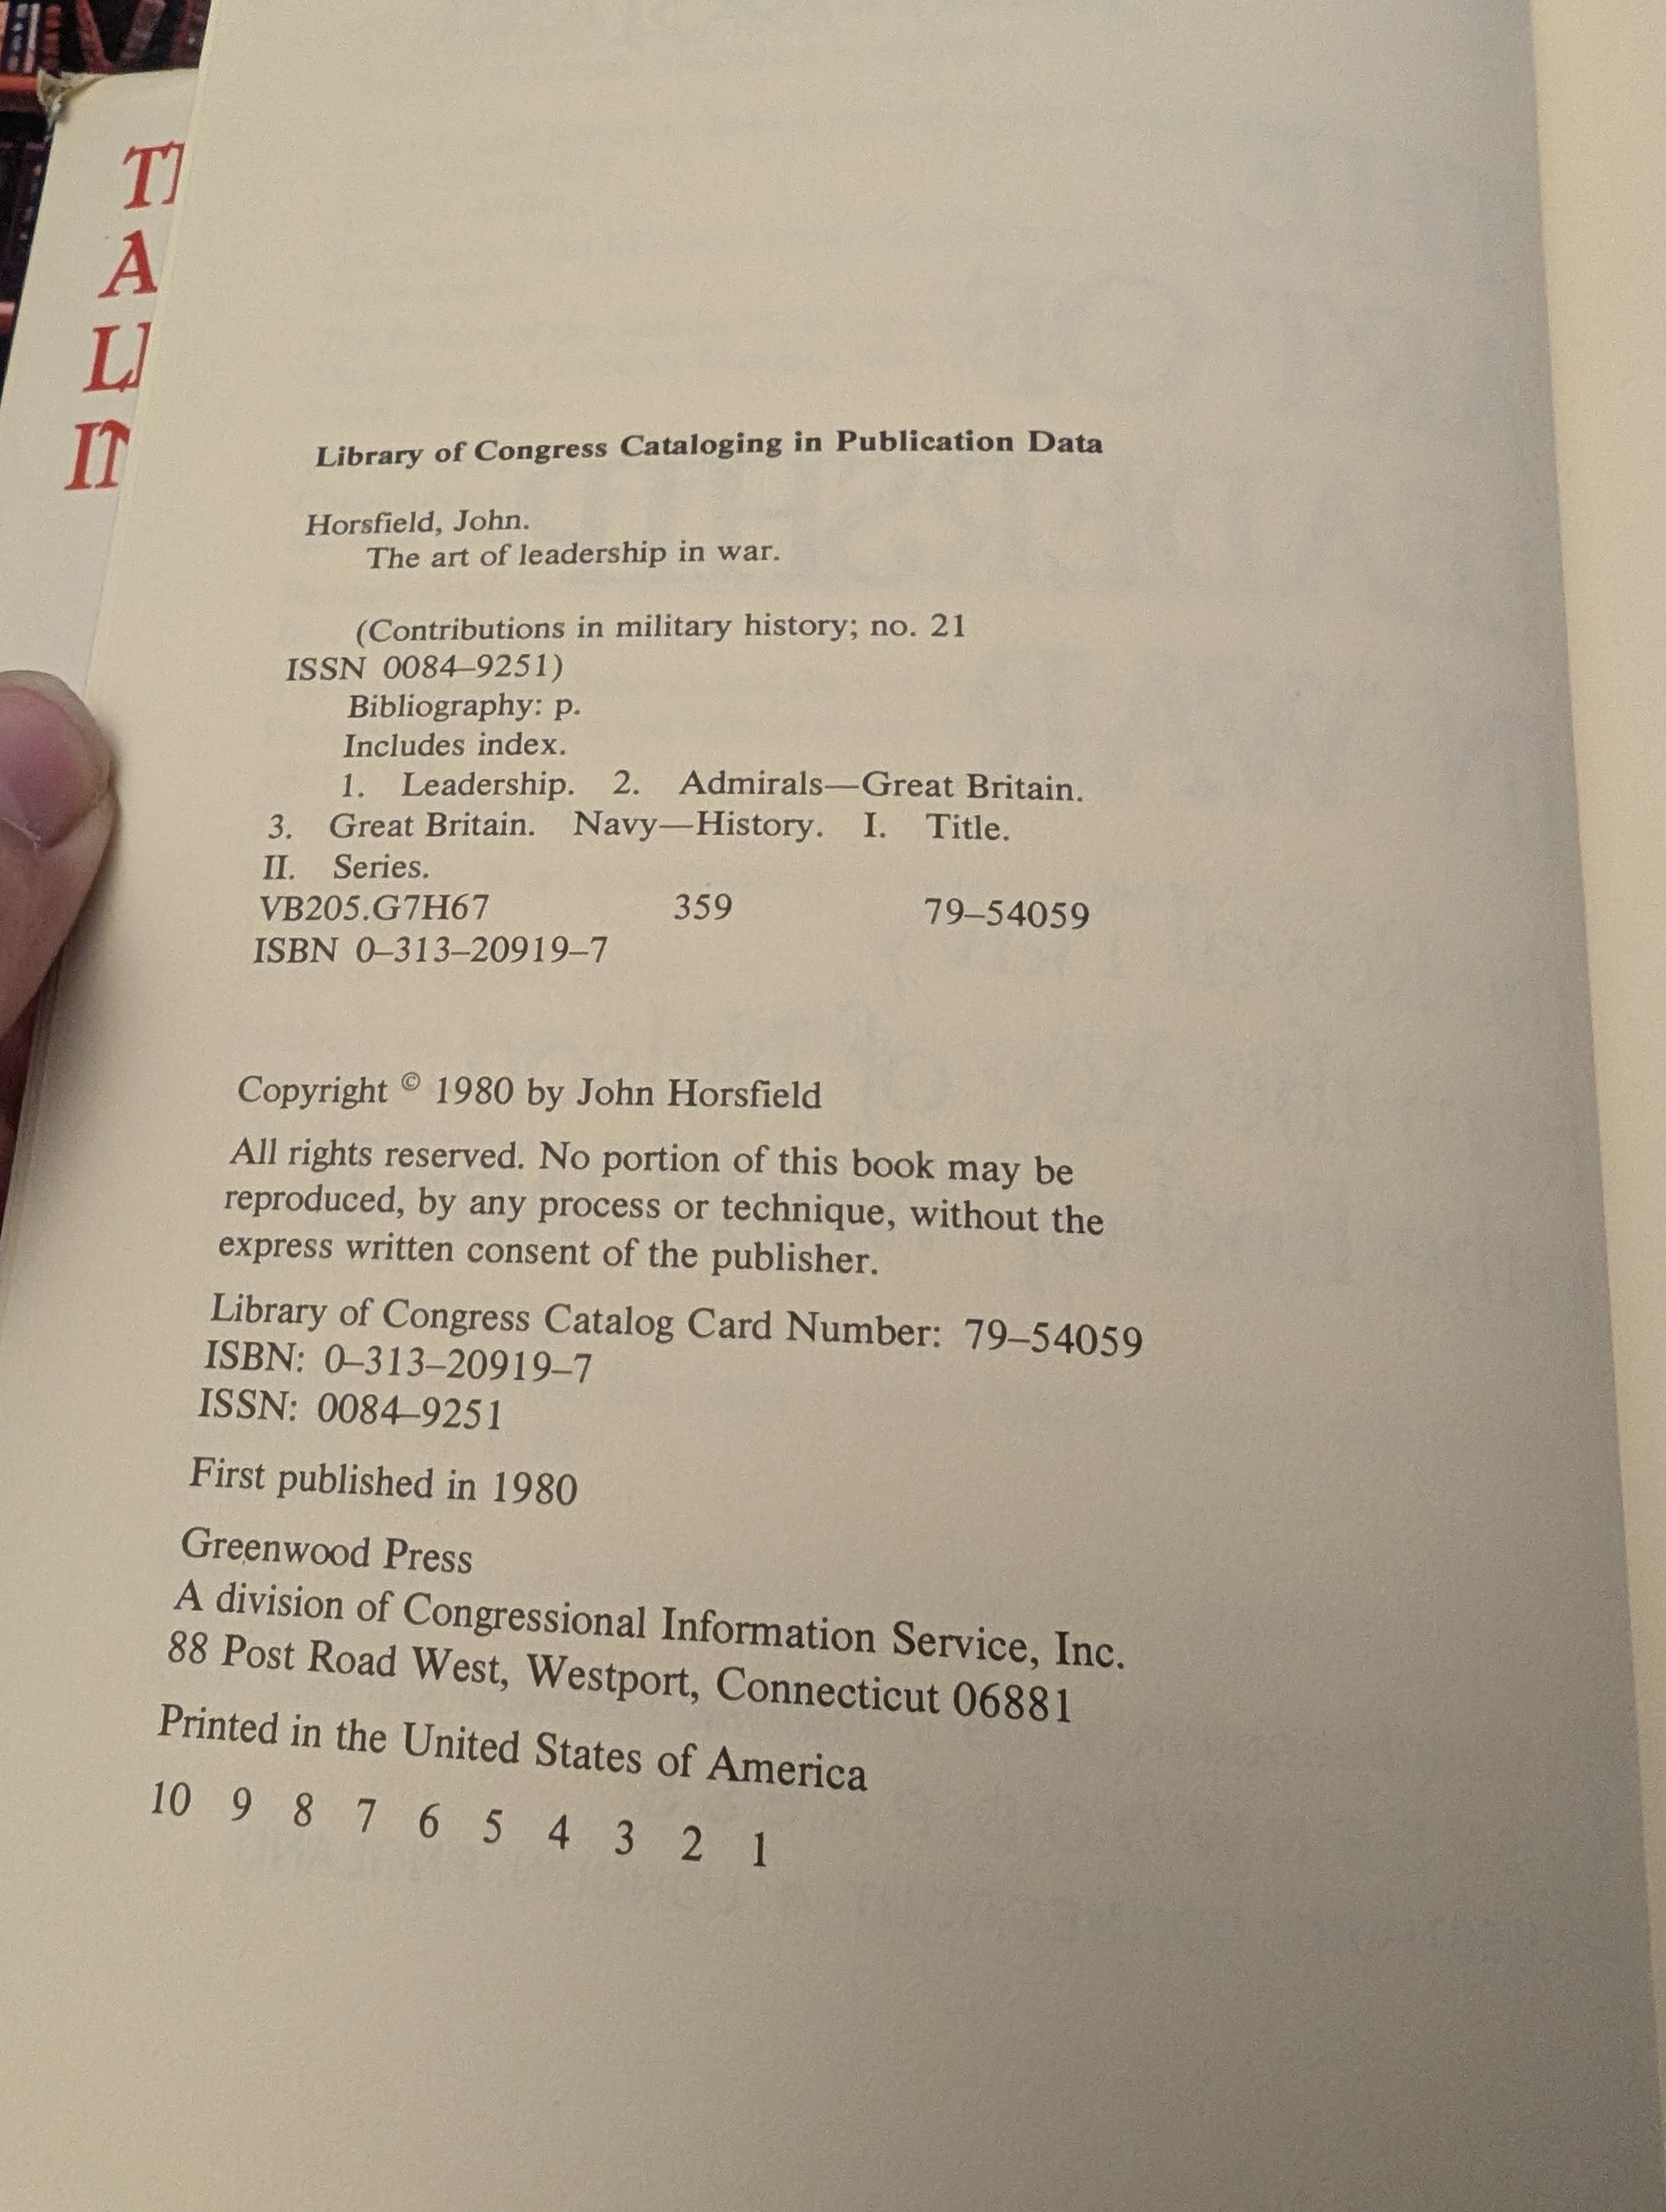 A
Library of Congress Cataloging in Publication Data
Horsfield, John.
The art of leadership in war.
(Contributions in military history; no. 21
ISSN 0084–9251)
Bibliography: p.
Includes index.
1. Leadership. 2. Admirals—Great Britain.
3. Great Britain. Navy—History. I. Title.
II. Series.
VB205.G7H67 359 79–54059
ISBN 0–313–20919–7
Copyright © 1980 by John Horsfield
All rights reserved. No portion of this book may be
reproduced, by any process or technique, without the
express written consent of the publisher.
Library of Congress Catalog Card Number: 79–54059
ISBN: 0–313–20919–7
ISSN: 0084–9251
First published in 1980
Greenwood Press
A division of Congressional Information Service, Inc.
88 Post Road West, Westport, Connecticut 06881
Printed in the United States of America
10 9 8 7 6 5 4 3 2 1